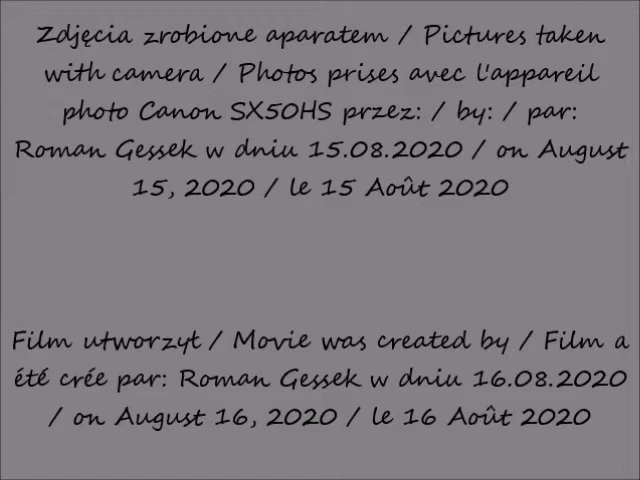 Zdjęcia zrobione aparatem / Pictures taken
with camera / Photos prises avec l'appareil
photo Canon SX50HS przez: / by: / par:
Roman Gessek w dniu 15.08.2020 / on August
15, 2020 / le 15 Août 2020
Film utworzył / Movie was created by / Film a
été crée par: Roman Gessek w dniu 16.08.2020
/ on August 16, 2020 / le 16 Août 2020